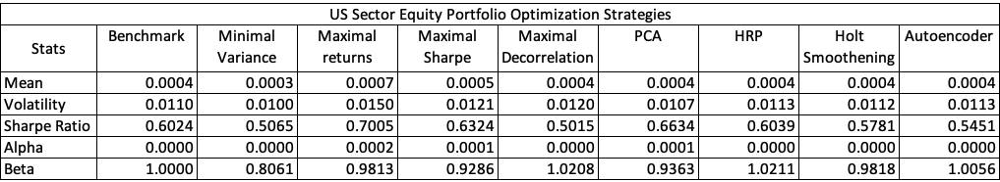 US Sector Equity Portfolio Optimization Strategies
Stats Benchmark Minimal Variance Maximal returns Maximal Sharpe Maximal Decorrelation PCA HRP Holt Smoothening Autoencoder
Mean 0.0004 0.0003 0.0007 0.0005 0.0004 0.0004 0.0004 0.0004 0.0004
Volatility 0.0110 0.0100 0.0150 0.0121 0.0120 0.0107 0.0113 0.0112 0.0113
Sharpe Ratio 0.6024 0.5065 0.7005 0.6324 0.5015 0.6634 0.6039 0.5781 0.5451
Alpha 0.0000 0.0000 0.0002 0.0001 0.0000 0.0001 0.0000 0.0000 0.0000
Beta 1.0000 0.8061 0.9813 0.9286 1.0208 0.9363 1.0211 0.9818 1.0056